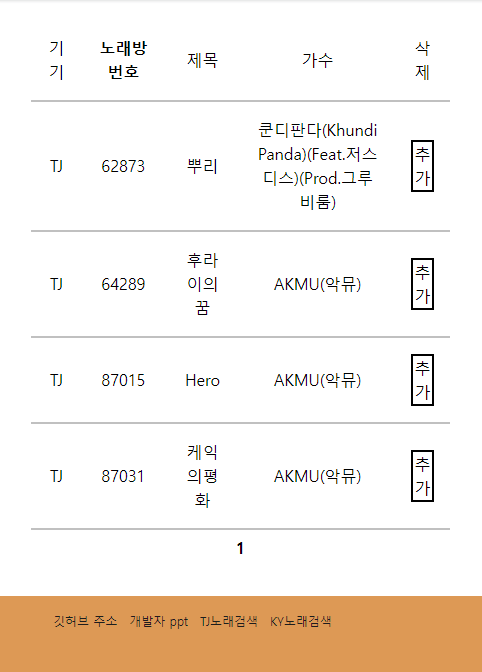 기 노래방 제목 가수 삭
기 번호 제
TJ 62873 뿌리 쿤디판다(Khundi
Panda)(Feat.저스
디스)(Prod.그루
비룸) 추
가
TJ 64289 후라
이의
꿈 AKMU(악뮤) 추
가
TJ 87015 Hero AKMU(악뮤) 추
가
TJ 87031 케익
의평
화 AKMU(악뮤) 추
가
1
깃허브 주소 개발자 ppt TJ노래검색 KY노래검색